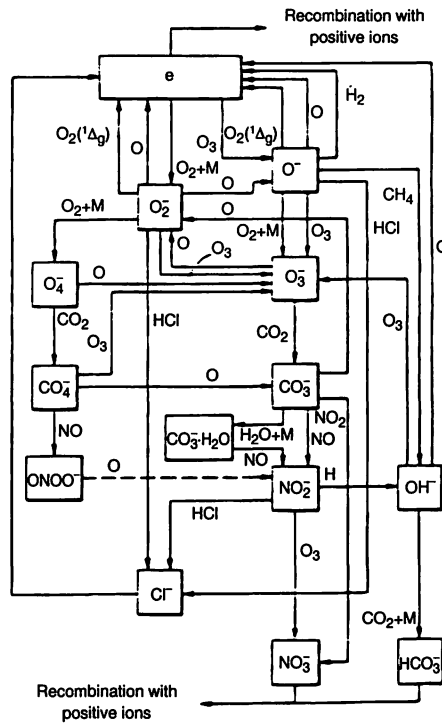 Recombination with
positive ions
e
Ḣ₂
O₂(¹Δg)
O
O₃
O₂(¹Δg)
O
O₂+M
O⁻
CH₄
O₂⁻
O
HCl
O₂+M
O
O₂+M
O₃
O
O₃
O₄⁻
O
O₃⁻
CO₂
O₃
HCl
CO₂
O₃
CO₄⁻
O
CO₃⁻
NO
H₂O+M
NO₂
NO
CO₃⁻·H₂O
NO
ONOO⁻
O
NO₂⁻
H
OH⁻
HCl
O₃
Cl⁻
CO₂+M
NO₃⁻
HCO₃⁻
Recombination with
positive ions